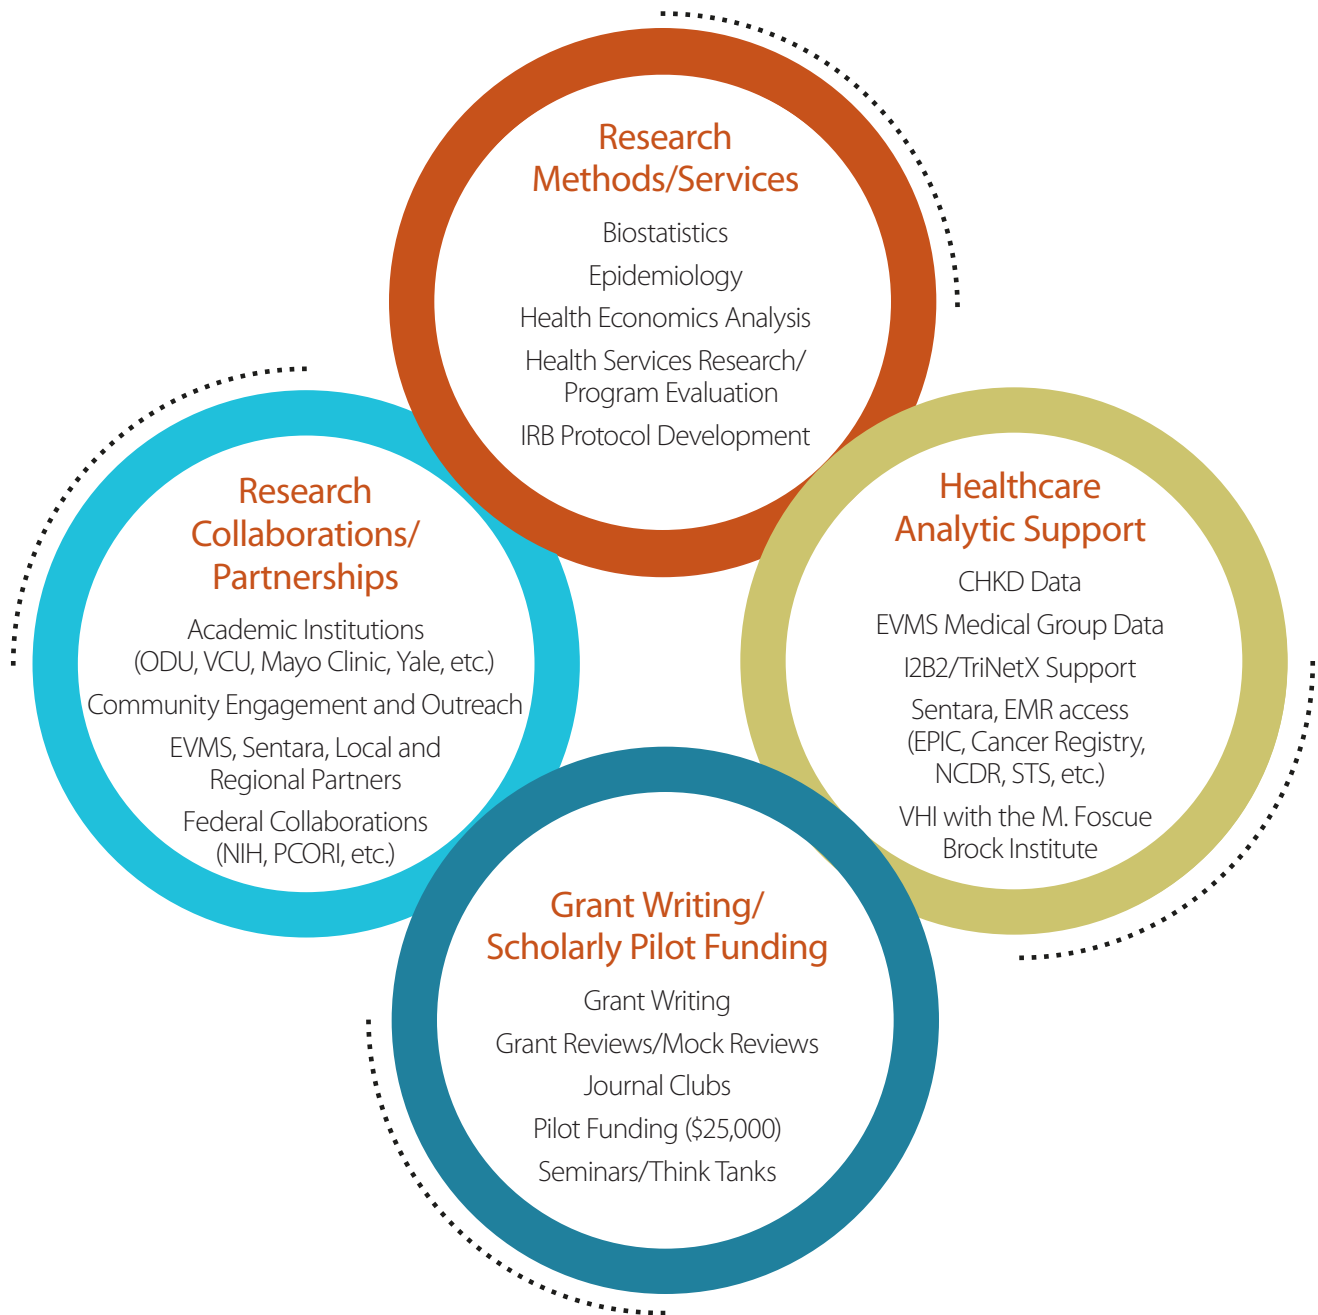 Research
Methods/Services
Biostatistics
Epidemiology
Health Economics Analysis
Health Services Research/
Program Evaluation
IRB Protocol Development
Research
Collaborations/
Partnerships
Academic Institutions
(ODU, VCU, Mayo Clinic, Yale, etc.)
Community Engagement and Outreach
EVMS, Sentara, Local and
Regional Partners
Federal Collaborations
(NIH, PCORI, etc.)
Healthcare
Analytic Support
CHKD Data
EVMS Medical Group Data
I2B2/TriNetX Support
Sentara, EMR access
(EPIC, Cancer Registry,
NCDR, STS, etc.)
VHI with the M. Foscue
Brock Institute
Grant Writing/
Scholarly Pilot Funding
Grant Writing
Grant Reviews/Mock Reviews
Journal Clubs
Pilot Funding ($25,000)
Seminars/Think Tanks